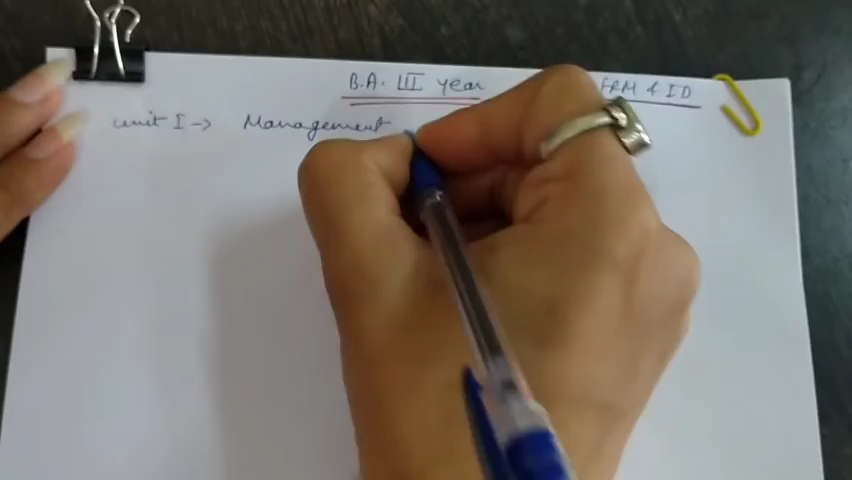 B.A. III year FRM & ID
unit I → Management